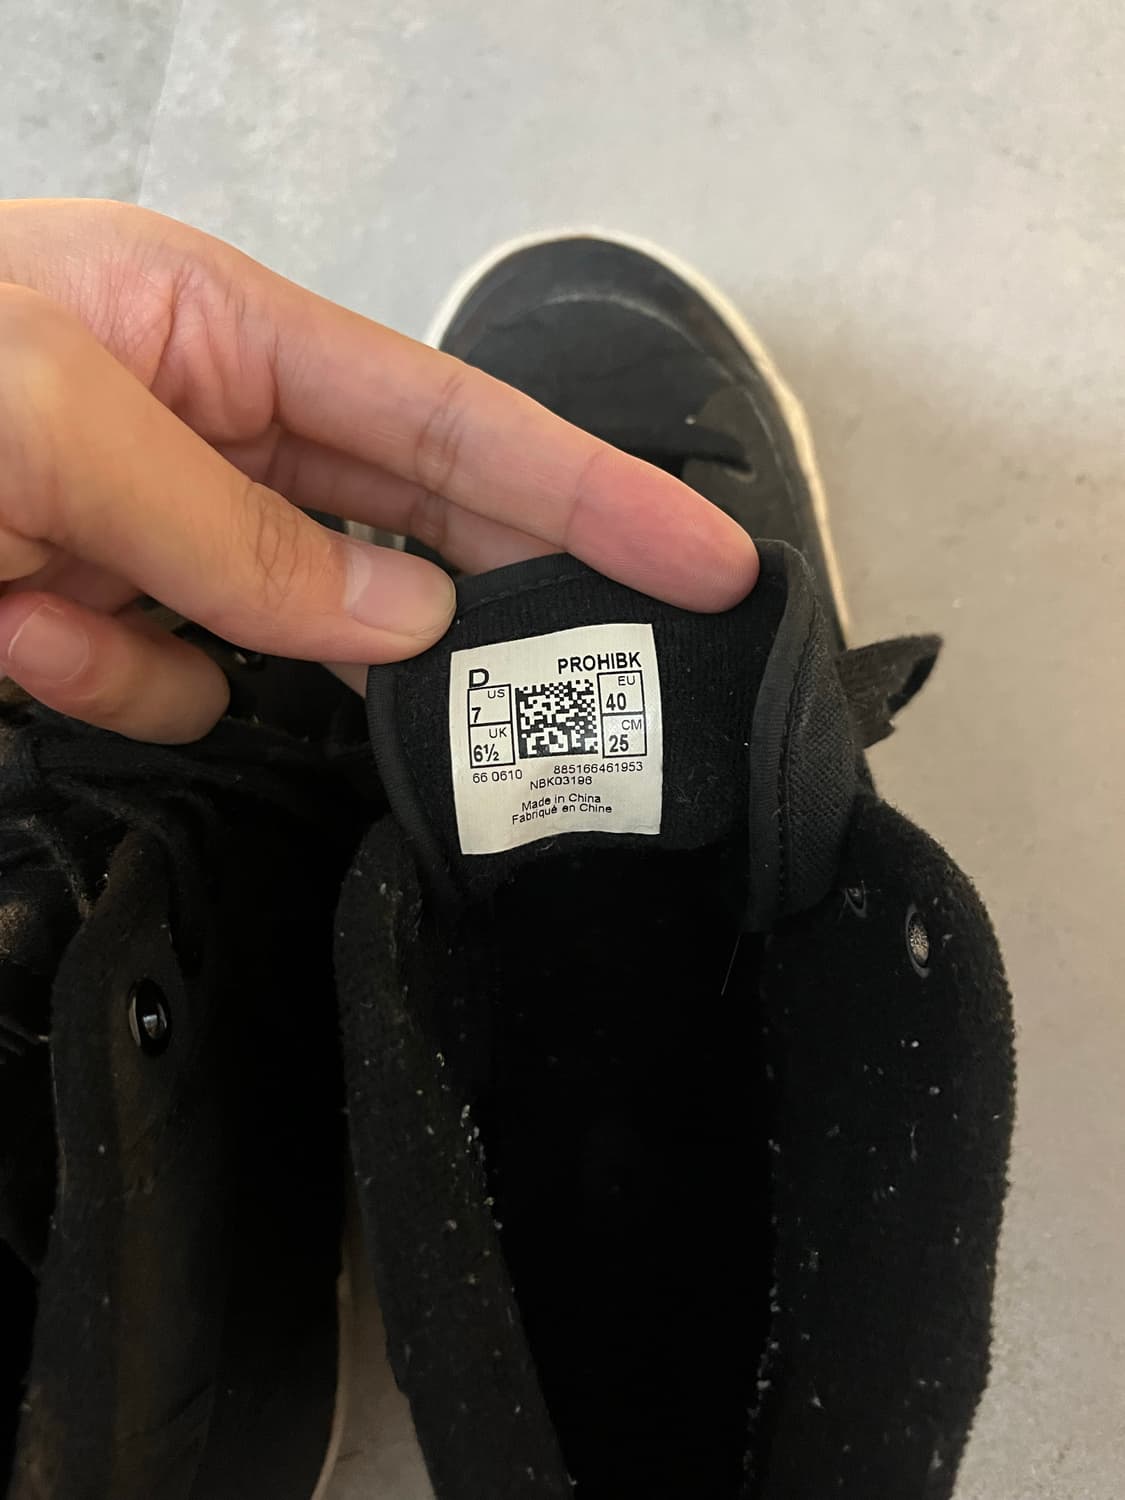 D PROHIBK
US 7
EU 40
UK 6½
CM 25
66 0610 885166461953
NBK03196
Made in China
Fabriqué en Chine